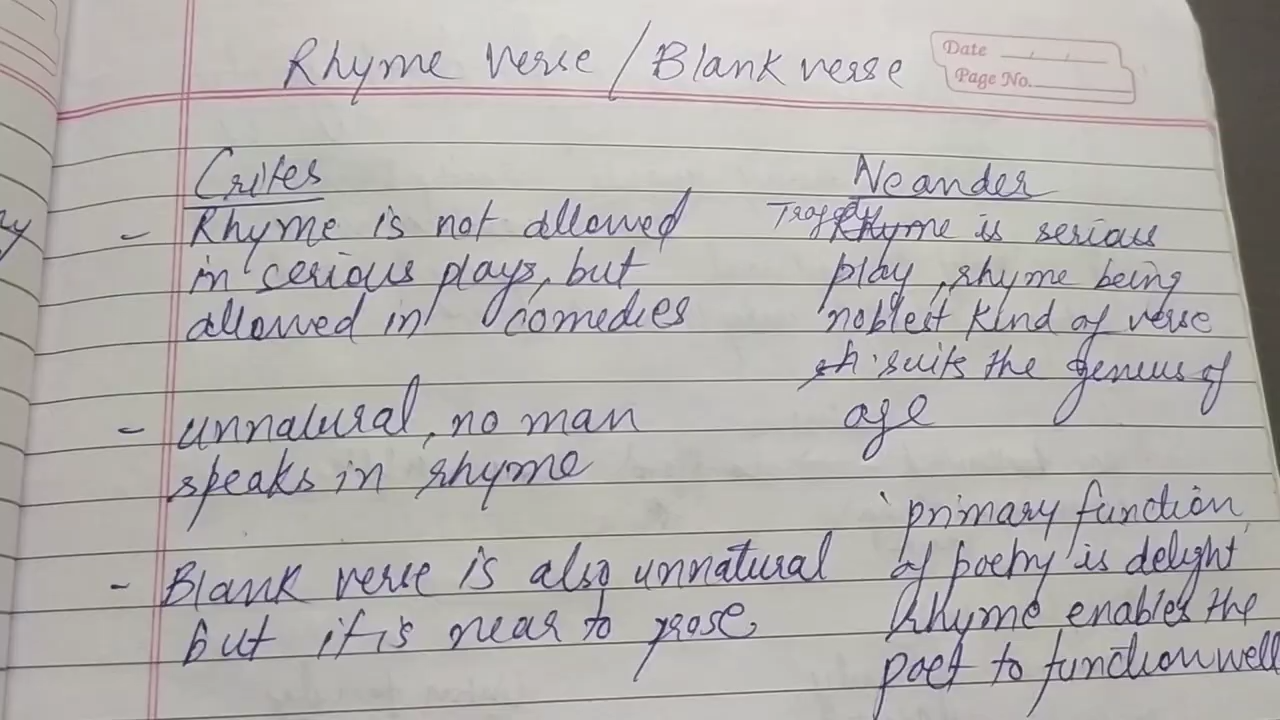 Rhyme verse / Blank verse
Date
Page No.
Crites
- Rhyme is not allowed
in serious plays, but
allowed in comedies
- unnatural, no man
speaks in rhyme
- Blank verse is also unnatural
but it is near to prose.
Neander
Tragedy
Rhyme is serious
play, rhyme being
noblest kind of verse
suits the genius of
age
primary function
of poetry is delight
Rhyme enables the
poet to function well